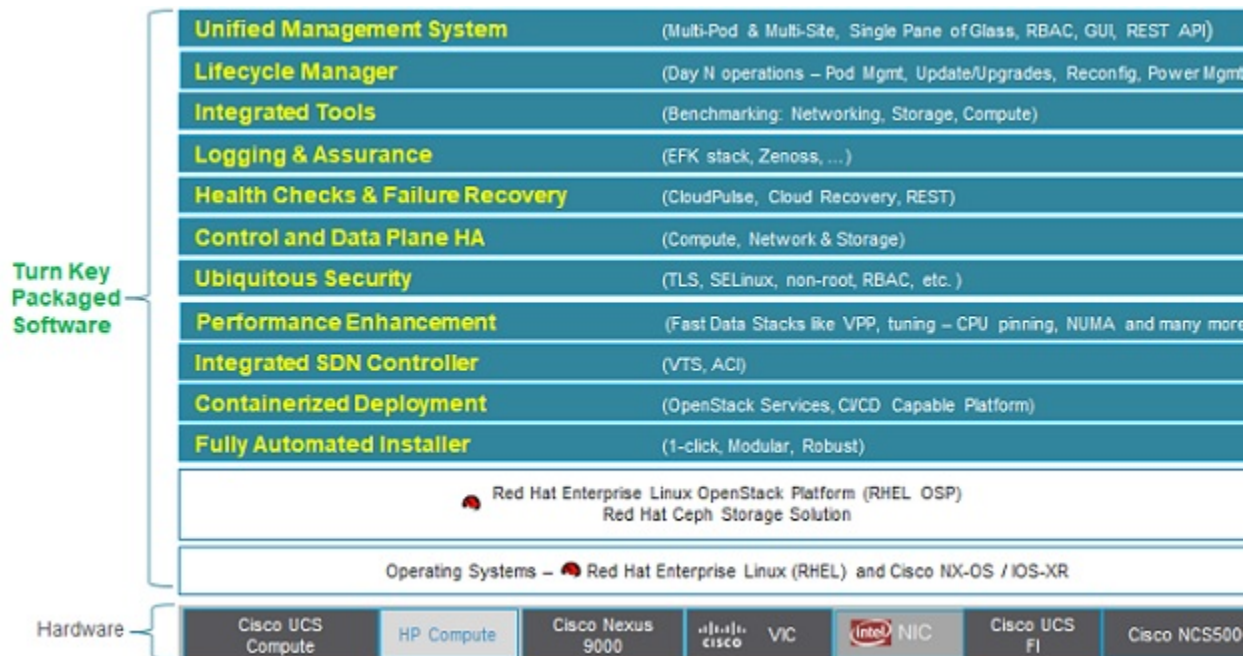 Unified Management System (Multi-Pod & Multi-Site, Single Pane of Glass, RBAC, GUI, REST API)
Lifecycle Manager (Day N operations – Pod Mgmt, Update/Upgrades, Reconfig, Power Mgmt
Integrated Tools (Benchmarking: Networking, Storage, Compute)
Logging & Assurance (EFK stack, Zenoss, ...)
Health Checks & Failure Recovery (CloudPulse, Cloud Recovery, REST)
Control and Data Plane HA (Compute, Network & Storage)
Ubiquitous Security (TLS, SELinux, non-root, RBAC, etc. )
Performance Enhancement (Fast Data Stacks like VPP, tuning – CPU pinning, NUMA and many more
Integrated SDN Controller (VTS, ACI)
Containerized Deployment (OpenStack Services, CI/CD Capable Platform)
Fully Automated Installer (1-click, Modular, Robust)
Turn Key
Packaged
Software
Red Hat Enterprise Linux OpenStack Platform (RHEL OSP)
Red Hat Ceph Storage Solution
Operating Systems – Red Hat Enterprise Linux (RHEL) and Cisco NX-OS / IOS-XR
Hardware
Cisco UCS
Compute
HP Compute
Cisco Nexus
9000
CISCO VIC
intel NIC
Cisco UCS
FI
Cisco NCS500